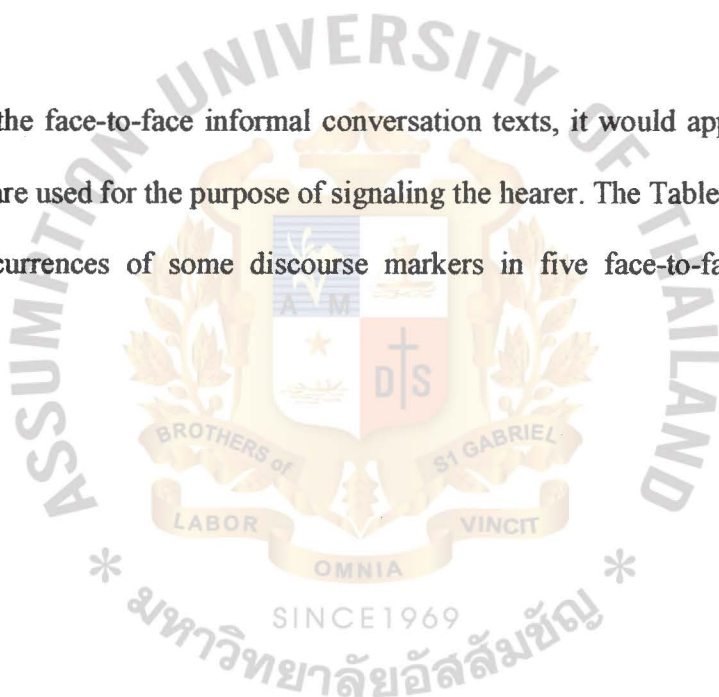 ASSUMPTION UNIVERSITY OF THAILAND
the face-to-face informal conversation texts, it would app
are used for the purpose of signaling the hearer. The Table
currences of some discourse markers in five face-to-fa
A M
D S
BROTHERS of St GABRIEL
LABOR
VINCIT
OMNIA
SINCE1969
* มหาวิทยาลัยอัสสัมชัญ *